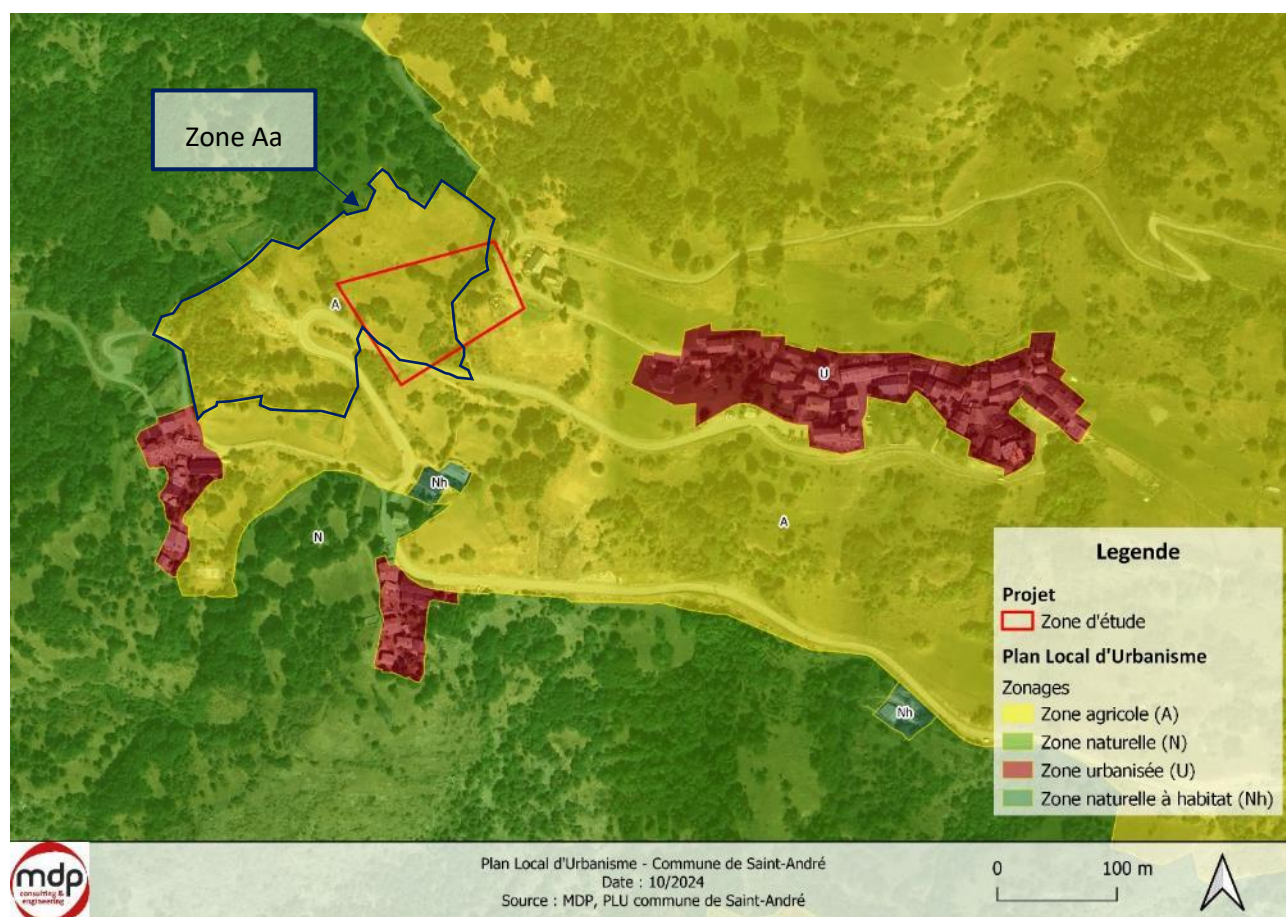 Zone Aa
A
U
Nh
N
A
Nh
Legende
Projet
Zone d'étude
Plan Local d'Urbanisme
Zonages
Zone agricole (A)
Zone naturelle (N)
Zone urbanisée (U)
Zone naturelle à habitat (Nh)
mdp
consulting &
engineering
Plan Local d'Urbanisme - Commune de Saint-André
Date : 10/2024
Source : MDP, PLU commune de Saint-André
0 100 m